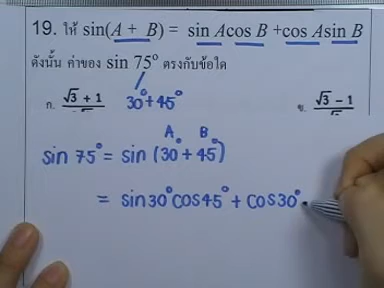 19. ให้ sin(A + B) = sin Acos B +cos Asin B
ดังนั้น ค่าของ sin 75° ตรงกับข้อใด
ก. √3 + 1 30°+45° ข. √3 − 1
A B
sin 75° = sin (30°+45°)
= sin30°cos45° + cos30°